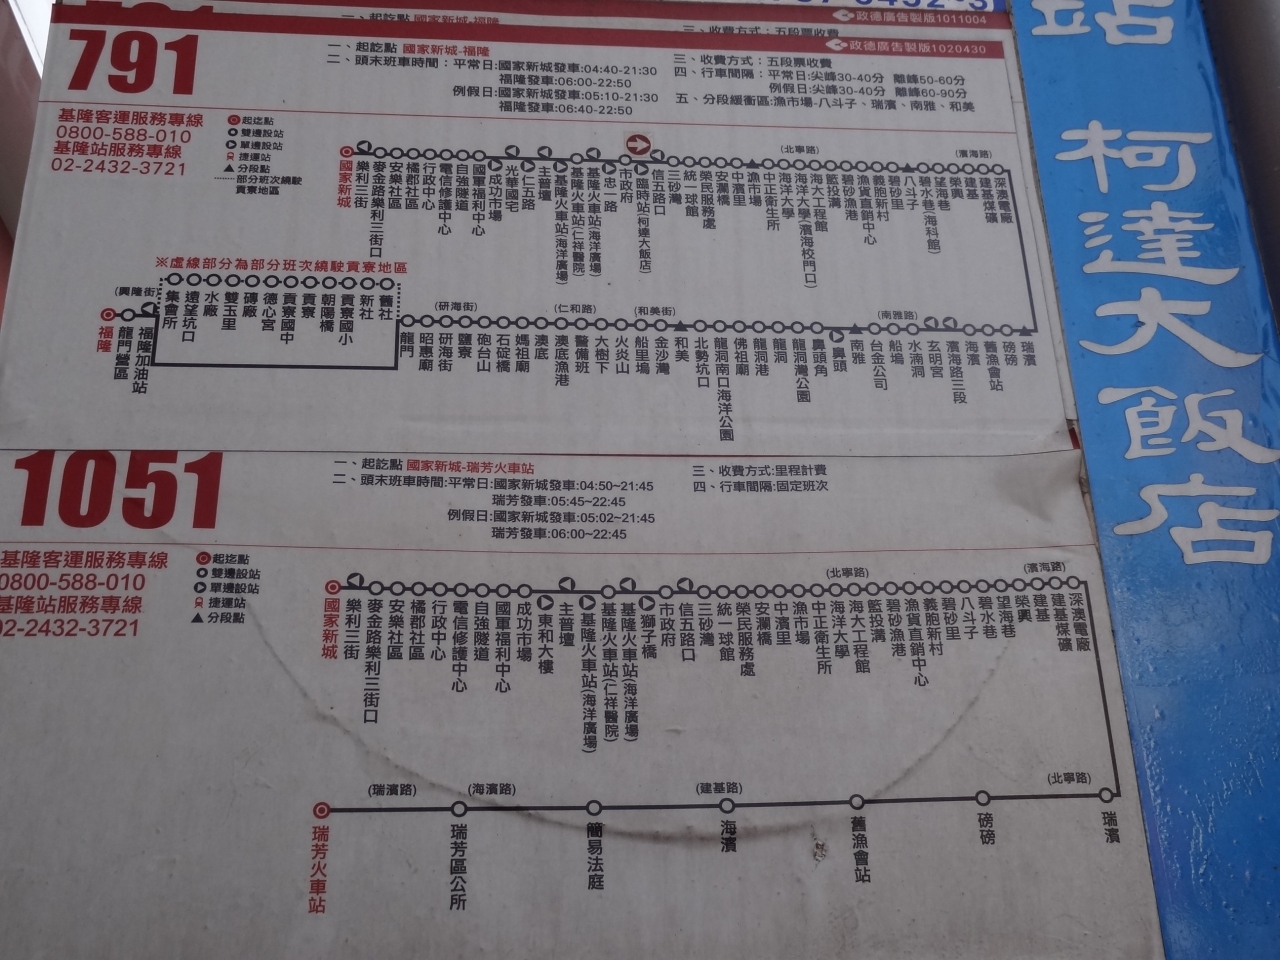 政德廣告製版1011004
791
政德廣告製版1020430
一、起訖點 國家新城-福隆
二、頭末班車時間：平常日:國家新城發車:04:40-21:30
福隆發車:06:00-22:50
例假日:國家新城發車:05:10-21:30
福隆發車:06:40-22:50
三、收費方式：五段票收費
四、行車間隔：平常日:尖峰30-40分 離峰50-60分
例假日:尖峰30-40分 離峰60-90分
五、分段緩衝區:漁市場-八斗子、瑞濱、南雅、和美
基隆客運服務專線
0800-588-010
基隆站服務專線
02-2432-3721
起訖點
雙邊設站
單邊設站
捷運站
分段點
部分班次繞駛
貢寮地區
(北寧路)
(濱海路)
國家新城
樂利三街
麥金路樂利三街口
安樂社區
橘郡社區
行政中心
電信修護中心
自強隧道
國軍福利中心
成功市場
光華國宅
仁五路
主普壇
基隆火車站(海洋廣場)
基隆火車站(仁祥醫院)
基隆火車站(海洋廣場)
忠一路
市政府
臨時站(柯達大飯店)
信五路口
三砂灣
統一球館
榮民服務處
安瀾橋
中濱里
漁市場
中正衛生所
海洋大學
海洋大學(濱海校門口)
海大工程館
籃投溝
碧砂漁港
漁貨直銷中心
義胞新村
碧砂里
八斗子
碧水巷(海科館)
望海巷
榮興
建基
建基煤礦
深澳電廠
※虛線部分為部分班次繞駛貢寮地區
集會所
遠望坑口
水廠
雙玉里
磚廠
德心宮
貢寮國中
貢寮
朝陽橋
貢寮國小
新社
舊社
(興隆街)
(研海街)
(仁和路)
(和美街)
(南雅路)
福隆
龍門營區
福隆加油站
龍門
昭惠廟
研海街
鹽寮
砲台山
石碇橋
媽祖廟
澳底
澳底漁港
警備班
大樹下
火炎山
船里塢
金沙灣
和美
北勢坑口
龍洞南口海洋公園
佛祖廟
龍洞港
龍洞
龍洞灣公園
鼻頭角
鼻頭
南雅
台金公司
船塢
水湳洞
玄明宮
濱海路三段
海濱
舊漁會站
磅磅
瑞濱
1051
一、起訖點 國家新城-瑞芳火車站
二、頭末班車時間:平常日:國家新城發車:04:50~21:45
瑞芳發車:05:45~22:45
例假日:國家新城發車:05:02~21:45
瑞芳發車:06:00~22:45
三、收費方式:里程計費
四、行車間隔:固定班次
基隆客運服務專線
0800-588-010
基隆站服務專線
02-2432-3721
起迄點
雙邊設站
單邊設站
捷運站
分段點
(北寧路)
(濱海路)
國家新城
樂利三街
麥金路樂利三街口
安樂社區
橘郡社區
行政中心
電信修護中心
自強隧道
國軍福利中心
成功市場
東和大樓
主普壇
基隆火車站(海洋廣場)
基隆火車站(仁祥醫院)
基隆火車站(海洋廣場)
獅子橋
市政府
信五路口
三砂灣
統一球館
榮民服務處
安瀾橋
中濱里
漁市場
中正衛生所
海洋大學
海大工程館
籃投溝
碧砂漁港
漁貨直銷中心
義胞新村
碧砂里
八斗子
碧水巷
望海巷
榮興
建基
建基煤礦
深澳電廠
(瑞濱路)
(海濱路)
(建基路)
(北寧路)
瑞芳火車站
瑞芳區公所
簡易法庭
海濱
舊漁會站
磅磅
瑞濱
站
柯達大飯店